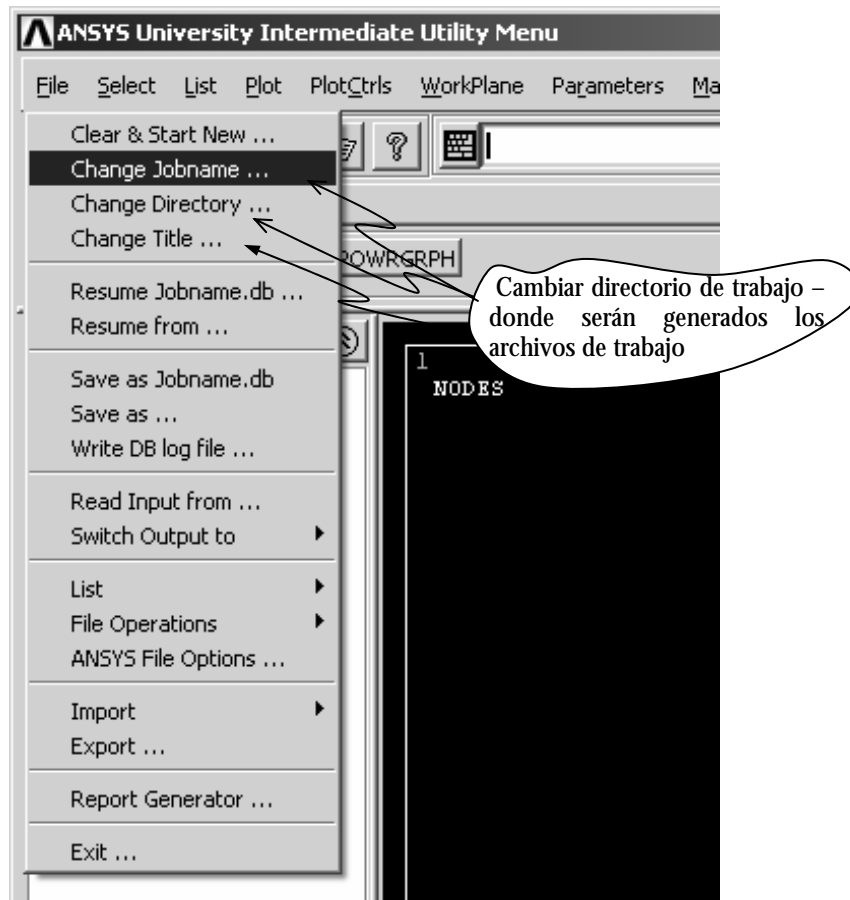 ANSYS University Intermediate Utility Menu
File Select List Plot PlotCtrls WorkPlane Parameters Ma
Clear & Start New ...
Change Jobname ...
Change Directory ...
Change Title ...
POWRGRPH
Resume Jobname.db ...
Resume from ...
Save as Jobname.db
Save as ...
Write DB log file ...
Read Input from ...
Switch Output to
List
File Operations
ANSYS File Options ...
Import
Export ...
Report Generator ...
Exit ...
Cambiar directorio de trabajo –
donde serán generados los
archivos de trabajo
1
NODES